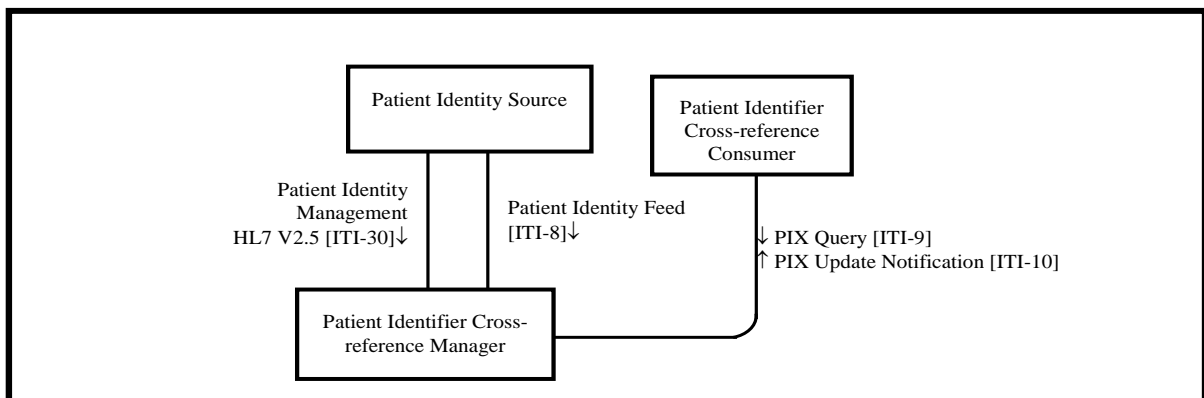 Patient Identity Source
Patient Identifier
Cross-reference
Consumer
Patient Identity
Management
HL7 V2.5 [ITI-30]↓
Patient Identity Feed
[ITI-8]↓
↓ PIX Query [ITI-9]
↑ PIX Update Notification [ITI-10]
Patient Identifier Cross-
reference Manager